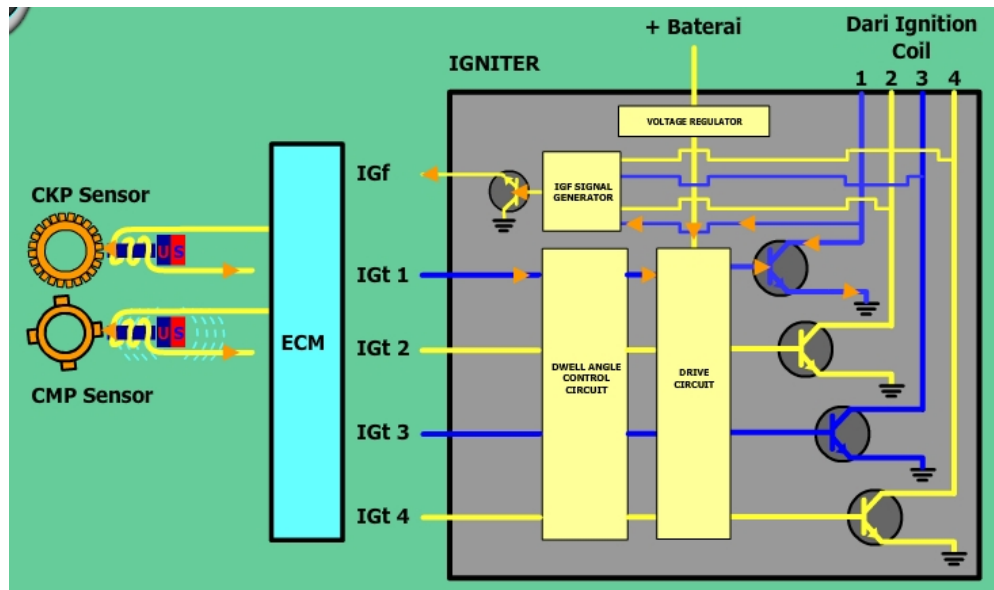 + Baterai
Dari Ignition
Coil
IGNITER
1 2 3 4
VOLTAGE REGULATOR
IGf
IGF SIGNAL
GENERATOR
CKP Sensor
U S
IGt 1
ECM
U S
IGt 2
DWELL ANGLE
CONTROL
CIRCUIT
DRIVE
CIRCUIT
CMP Sensor
IGt 3
IGt 4